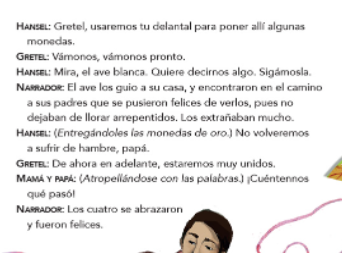 HANSEL: Gretel, usaremos tu delantal para poner allí algunas
monedas.
GRETEL: Vámonos, vámonos pronto.
HANSEL: Mira, el ave blanca. Quiere decirnos algo. Sigámosla.
NARRADOR: El ave los guio a su casa, y encontraron en el camino
a sus padres que se pusieron felices de verlos, pues no
dejaban de llorar arrepentidos. Los extrañaban mucho.
HANSEL: (Entregándoles las monedas de oro.) No volveremos
a sufrir de hambre, papá.
GRETEL: De ahora en adelante, estaremos muy unidos.
MAMÁ Y PAPÁ: (Atropellándose con las palabras.) ¡Cuéntennos
qué pasó!
NARRADOR: Los cuatro se abrazaron
y fueron felices.